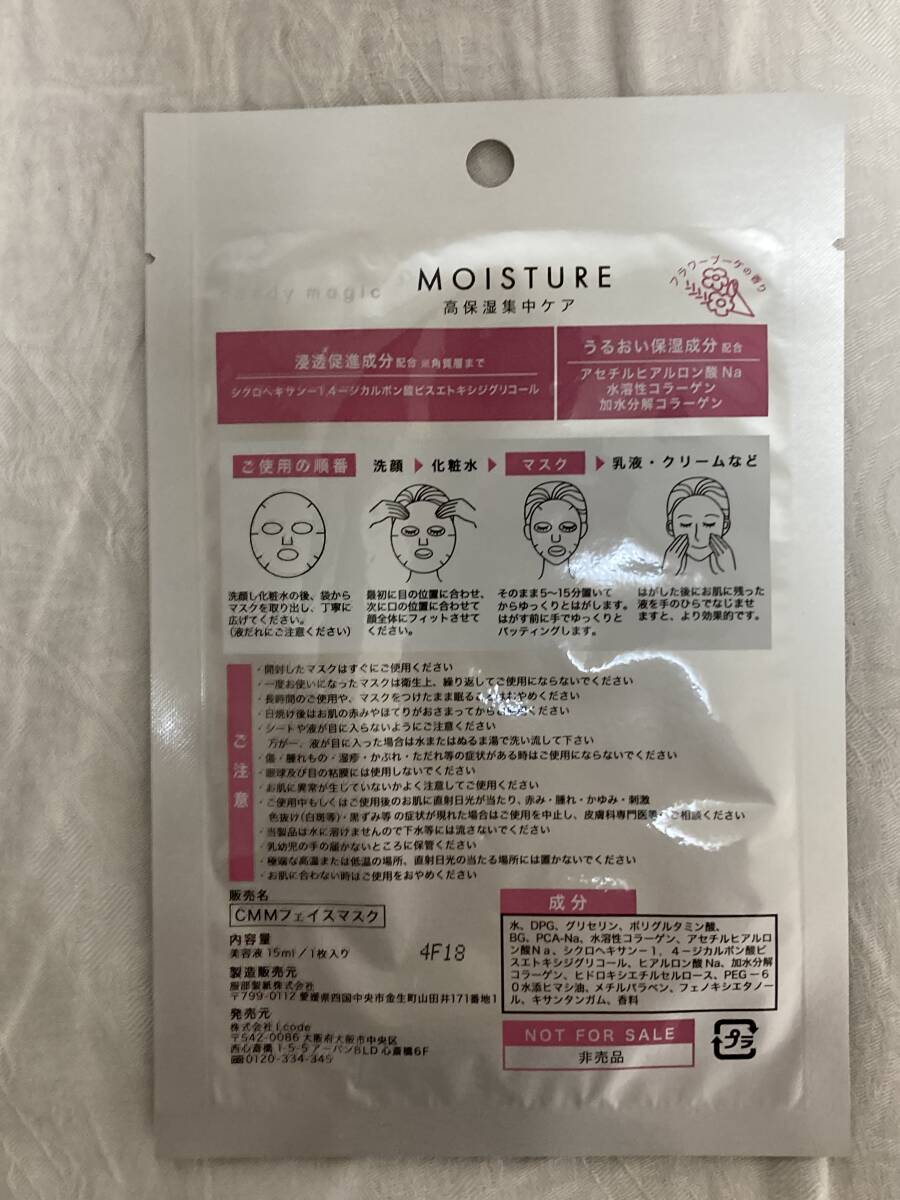 dy magic
MOISTURE
高保湿集中ケア
フラワーブーケの香り
浸透促進成分配合 ※角質層まで
シクロヘキサン－1,4－ジカルボン酸ビスエトキシジグリコール
うるおい保湿成分 配合
アセチルヒアルロン酸Na
水溶性コラーゲン
加水分解コラーゲン
ご使用の順番 洗顔 ▶ 化粧水 ▶ マスク ▶ 乳液・クリームなど
洗顔し化粧水の後、袋から
マスクを取り出し、丁寧に
広げてください。
(液だれにご注意ください)
最初に目の位置に合わせ、
次に口の位置に合わせて
顔全体にフィットさせて
ください。
そのまま5～15分置いて
からゆっくりとはがします。
はがす前に手でゆっくりと
パッティングします。
はがした後にお肌に残った
液を手のひらでなじませ
ますと、より効果的です。
ご注意
・開封したマスクはすぐにご使用ください
・一度お使いになったマスクは衛生上、繰り返してご使用にならないでください
・長時間のご使用や、マスクをつけたまま眠る はおやめください
・日焼け後はお肌の赤みやほてりがおさまってから ください
・シートや液が目に入らないようにご注意ください
万が一、液が目に入った場合は水またはぬるま湯で洗い流して下さい
・傷・腫れもの・湿疹・かぶれ・ただれ等の症状がある時はご使用にならないでください
・眼球及び目の粘膜には使用しないでください
・お肌に異常が生じていないかよく注意してご使用ください
・ご使用中もしくはご使用後のお肌に直射日光が当たり、赤み・腫れ・かゆみ・刺激
色抜け(白斑等)・黒ずみ等の症状が現れた場合はご使用を中止し、皮膚科専門医等 ご相談ください
・当製品は水に溶けませんので下水等には流さないでください
・乳幼児の手の届かないところに保管ください
・極端な高温または低温の場所、直射日光の当たる場所には置かないでください
・お肌に合わない時はご使用をおやめください
販売名
CMMフェイスマスク
内容量
美容液 15ml／1枚入り
4F18
製造販売元
服部製紙株式会社
〒799-0112 愛媛県四国中央市金生町山田井171番地1
発売元
株式会社I.code
〒542-0086 大阪府大阪市中央区
西心斎橋 1-5-5 アーバンBLD 心斎橋6F
0120-334-345
成分
水、DPG、グリセリン、ポリグルタミン酸、
BG、PCA-Na、水溶性コラーゲン、アセチルヒアルロ
ン酸Na、シクロヘキサン－1，4－ジカルボン酸ビ
スエトキシジグリコール、ヒアルロン酸Na、加水分解
コラーゲン、ヒドロキシエチルセルロース、PEG－6
0水添ヒマシ油、メチルパラベン、フェノキシエタノー
ル、キサンタンガム、香料
NOT FOR SALE
非売品
プラ